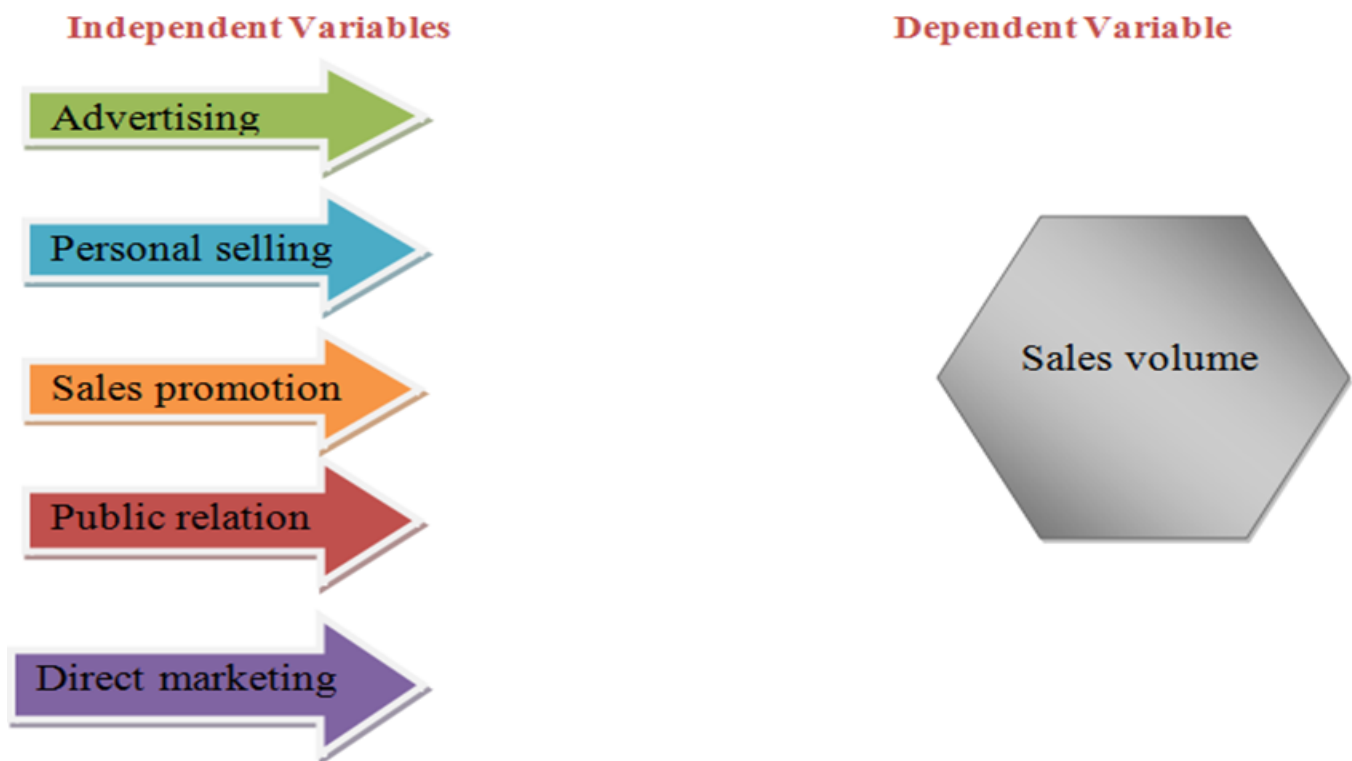 Independent Variables
Dependent Variable
Advertising
Personal selling
Sales promotion
Public relation
Direct marketing
Sales volume